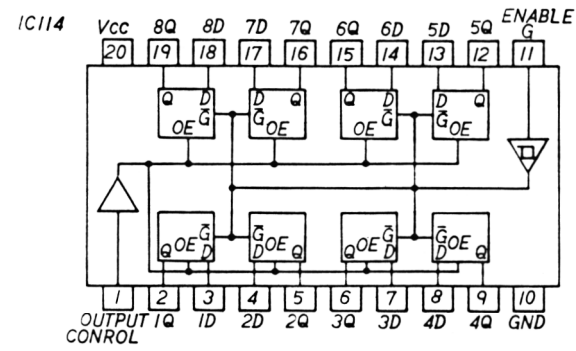 IC114
Vcc 8Q 8D 7D 7Q 6Q 6D 5D 5Q ENABLE G
20 19 18 17 16 15 14 13 12 11
Q D D Q Q D D Q
G̅ G̅ G̅ G̅
OE OE OE OE
G̅ G̅ G̅ G̅
OE OE OE OE
Q D D Q Q D D Q
1 2 3 4 5 6 7 8 9 10
OUTPUT CONROL 1Q 1D 2D 2Q 3Q 3D 4D 4Q GND